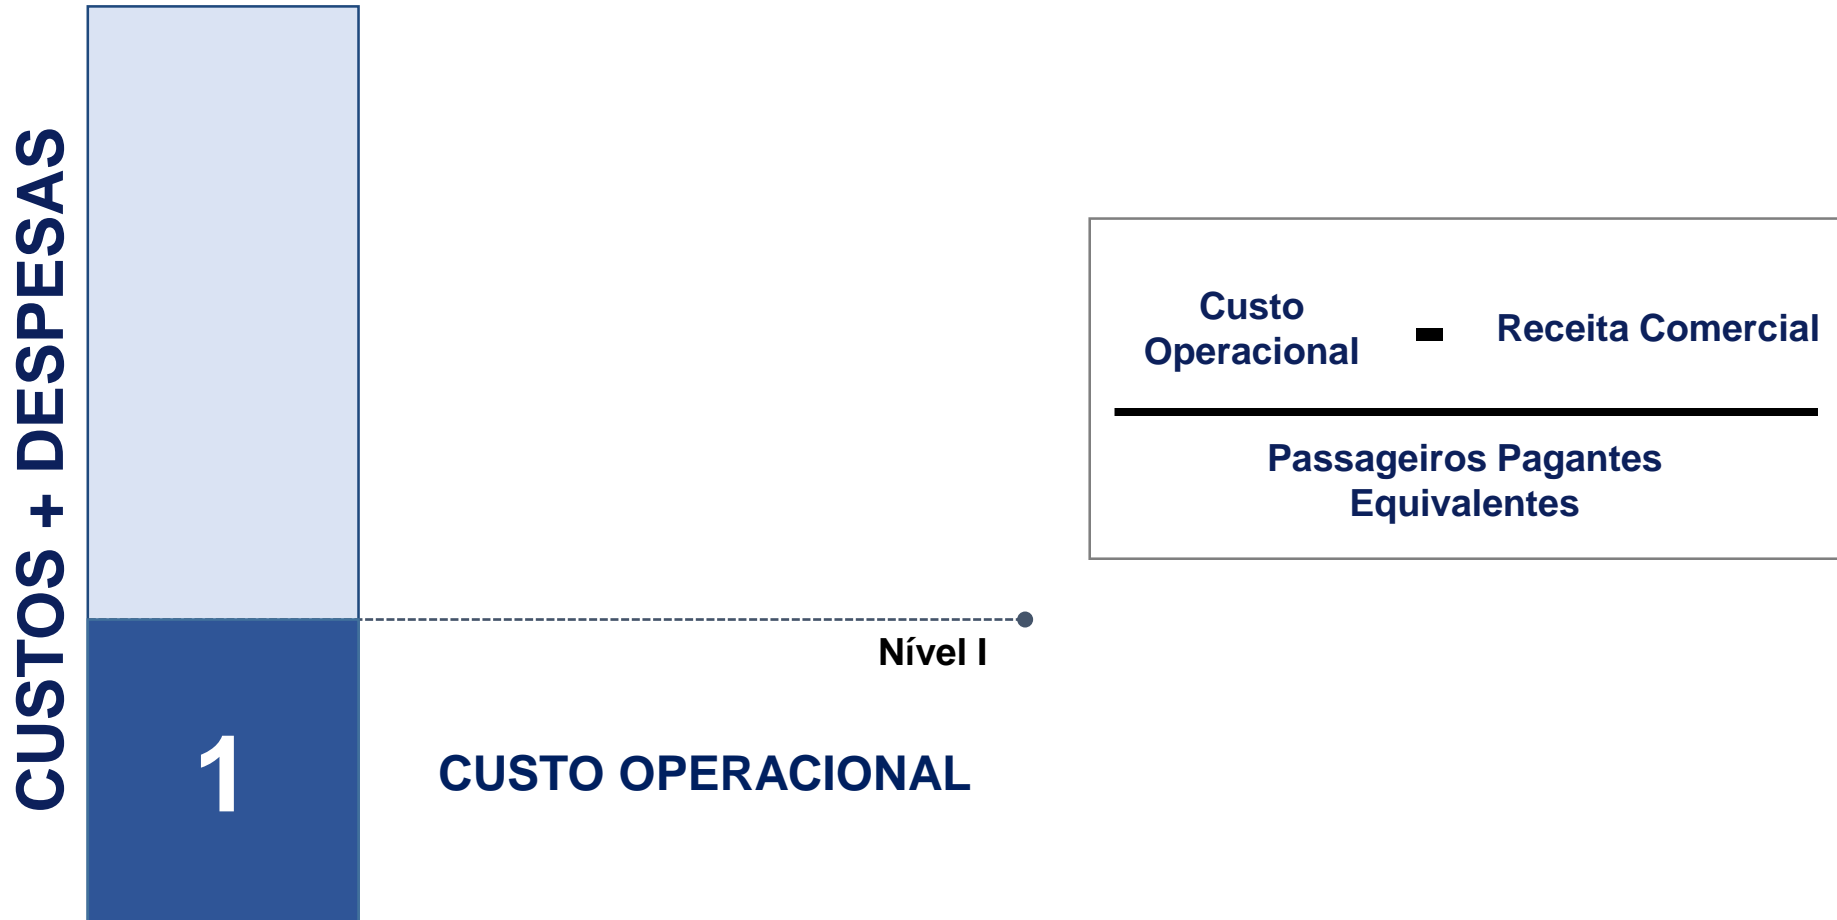 CUSTOS + DESPESAS
Custo
Operacional
-
Receita Comercial
Passageiros Pagantes
Equivalentes
Nível I
1
CUSTO OPERACIONAL